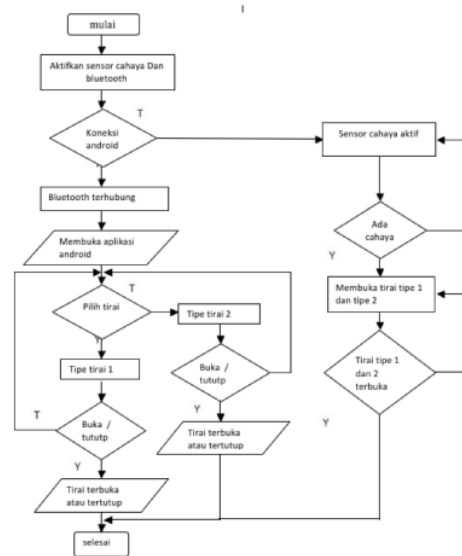 I
mulai
Aktifkan sensor cahaya Dan
bluetooth
T
Koneksi
android
Sensor cahaya aktif
Y
Bluetooth terhubung
Membuka aplikasi
android
Ada
cahaya
Y
T
Pilih tirai
Tipe tirai 2
Membuka tirai tipe 1
dan tipe 2
Y
Tipe tirai 1
Buka /
tututp
Tirai tipe 1
dan 2
terbuka
T
Buka /
tututp
Y
Y
Tirai terbuka
atau tertutup
Y
Tirai terbuka
atau tertutup
selesai